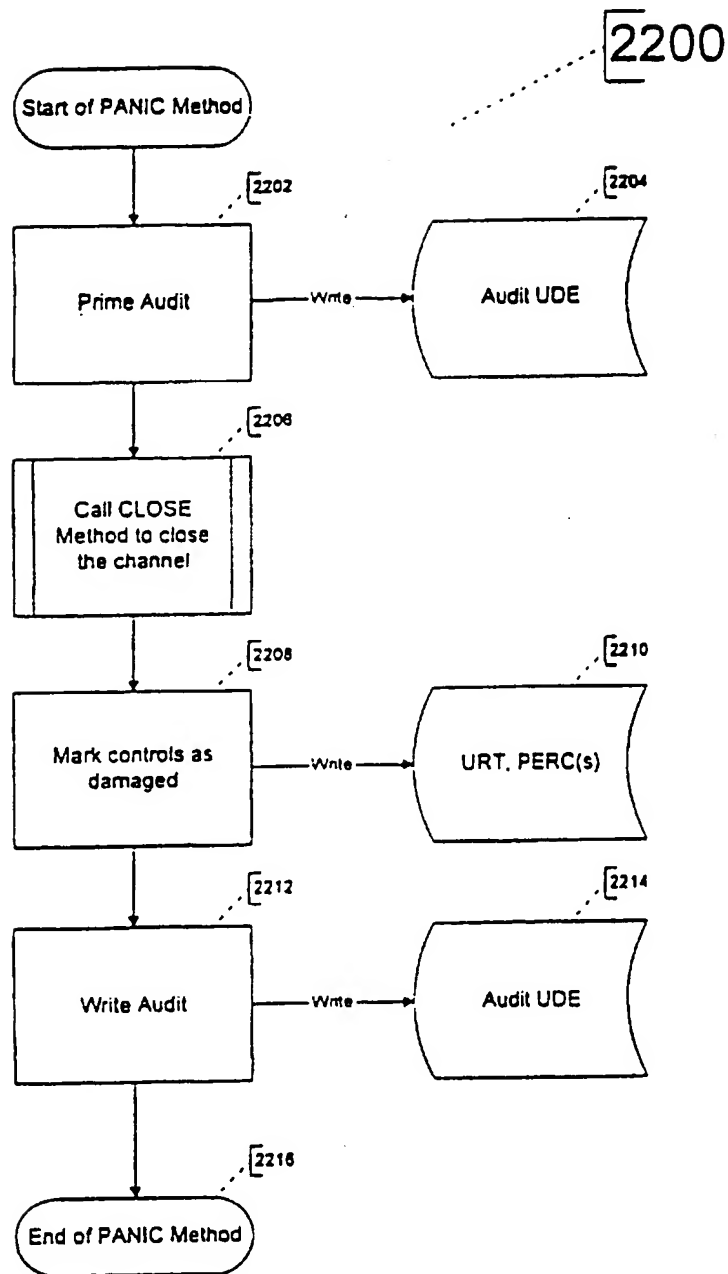 2200
Start of PANIC Method
2202
2204
Prime Audit
Write
Audit UDE
2206
Call CLOSE
Method to close
the channel
2208
2210
Mark controls as
damaged
Write
URT, PERC(s)
2212
2214
Write Audit
Write
Audit UDE
2216
End of PANIC Method